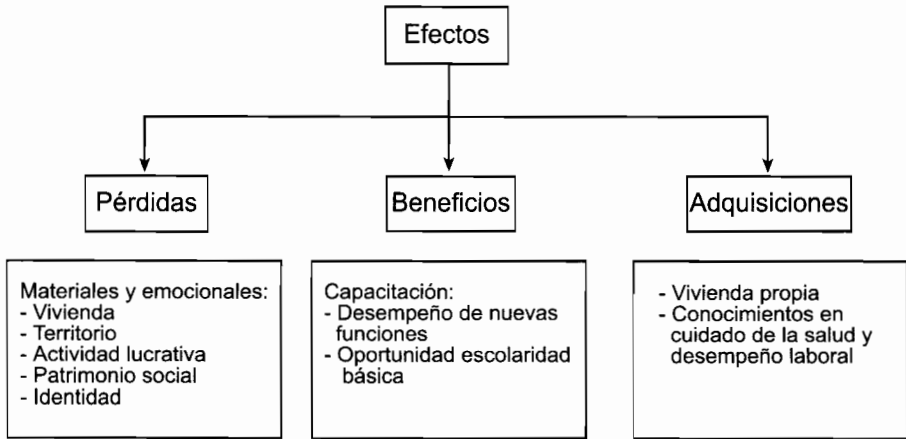 Efectos
Pérdidas
Beneficios
Adquisiciones
Materiales y emocionales:
- Vivienda
- Territorio
- Actividad lucrativa
- Patrimonio social
- Identidad
Capacitación:
- Desempeño de nuevas
funciones
- Oportunidad escolaridad
básica
- Vivienda propia
- Conocimientos en
cuidado de la salud y
desempeño laboral